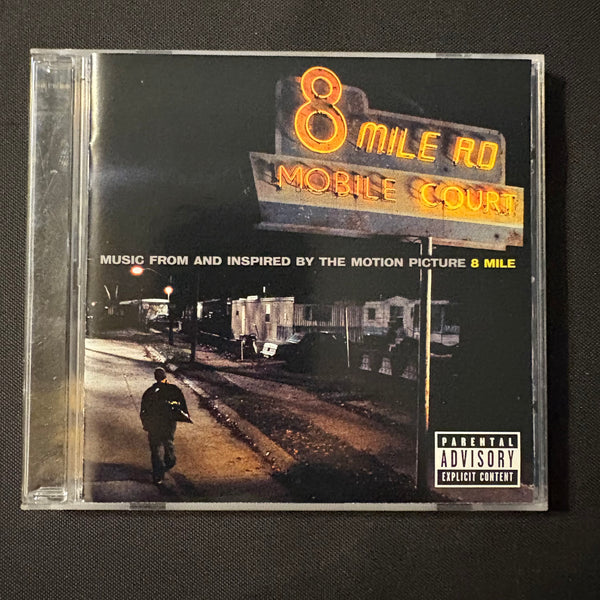 8 MILE RD
MOBILE COURT
MUSIC FROM AND INSPIRED BY THE MOTION PICTURE 8 MILE
PARENTAL
ADVISORY
EXPLICIT CONTENT